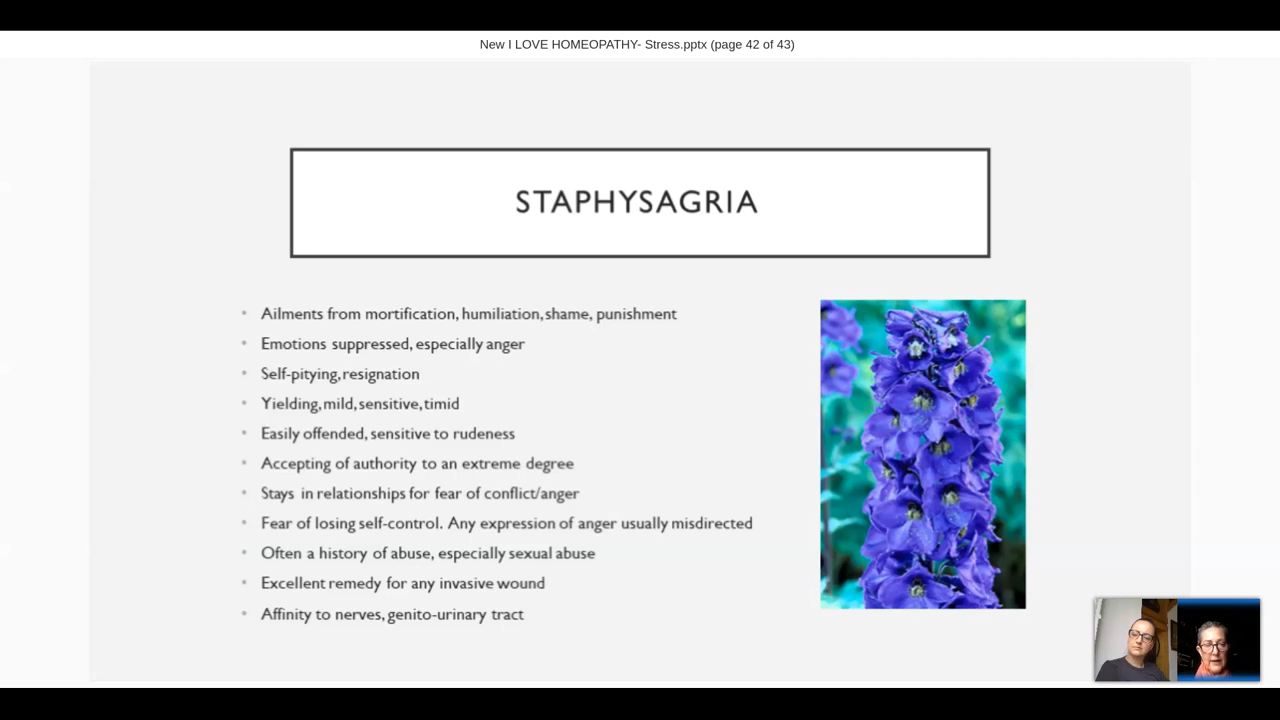 New I LOVE HOMEOPATHY- Stress.pptx (page 42 of 43)
STAPHYSAGRIA
• Ailments from mortification, humiliation, shame, punishment
• Emotions suppressed, especially anger
• Self-pitying, resignation
• Yielding, mild, sensitive, timid
• Easily offended, sensitive to rudeness
• Accepting of authority to an extreme degree
• Stays in relationships for fear of conflict/anger
• Fear of losing self-control. Any expression of anger usually misdirected
• Often a history of abuse, especially sexual abuse
• Excellent remedy for any invasive wound
• Affinity to nerves, genito-urinary tract